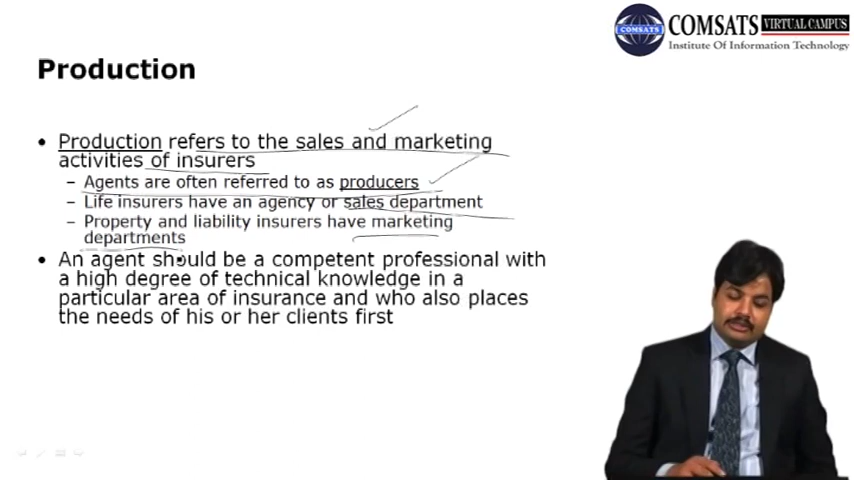 COMSATS
COMSATS VIRTUAL CAMPUS
Institute Of Information Technology
Production
• Production refers to the sales and marketing
activities of insurers
– Agents are often referred to as producers
– Life insurers have an agency or sales department
– Property and liability insurers have marketing
departments
• An agent should be a competent professional with
a high degree of technical knowledge in a
particular area of insurance and who also places
the needs of his or her clients first